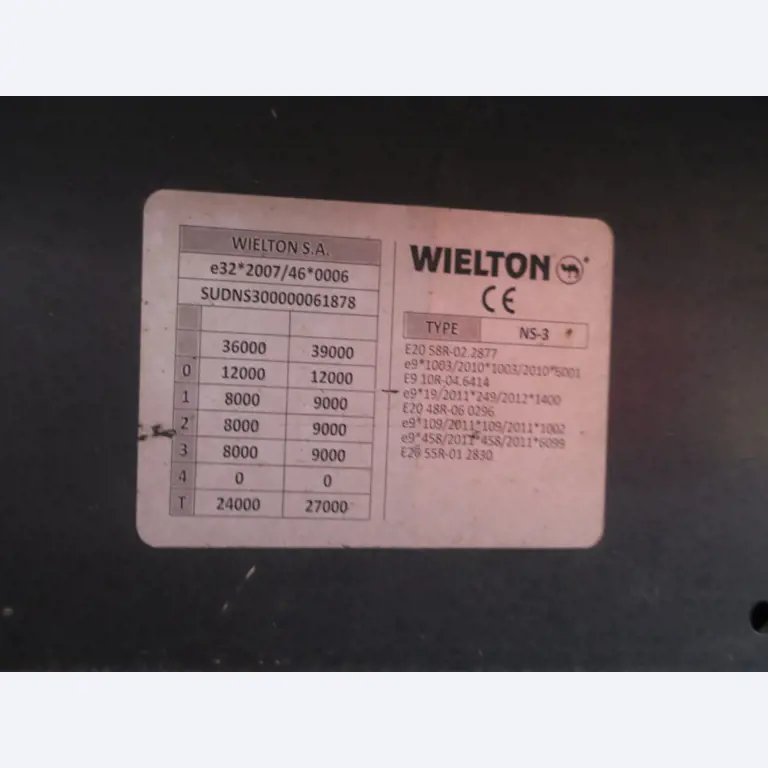 WIELTON S.A.
e32*2007/46*0006
SUDNS300000061878
36000 39000
0 12000 12000
1 8000 9000
2 8000 9000
3 8000 9000
4 0 0
T 24000 27000
WIELTON
CE
TYPE NS-3
E20 58R-02 2877
e9*1003/2010*1003/2010*6001
E9 10R-04.6414
e9*19/2011*249/2012*1400
E20 48R-06 0296
e9*109/2011*109/2011*1002
e9*458/2011*458/2011*6099
E20 55R-01 2830